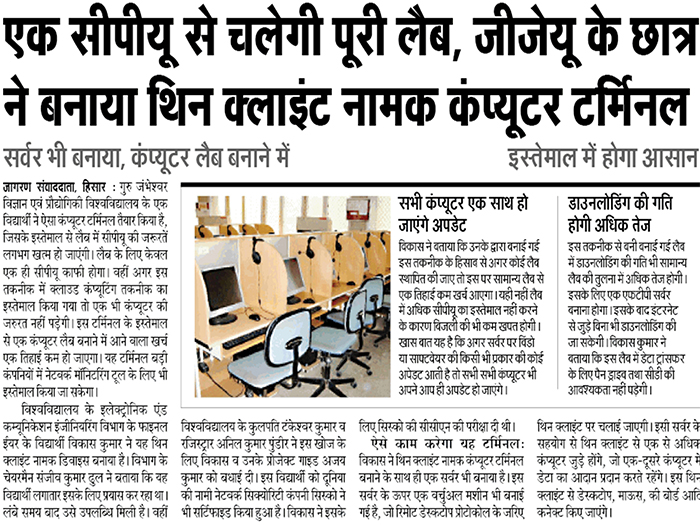 एक सीपीयू से चलेगी पूरी लैब, जीजेयू के छात्र
ने बनाया थिन क्लाइंट नामक कंप्यूटर टर्मिनल
सर्वर भी बनाया, कंप्यूटर लैब बनाने में इस्तेमाल में होगा आसान
जागरण संवाददाता, हिसार : गुरु जंभेश्वर
विज्ञान एवं प्रौद्योगिकी विश्वविद्यालय के एक
विद्यार्थी ने ऐसा कंप्यूटर टर्मिनल तैयार किया है,
जिसके इस्तेमाल से लैब में सीपीयू की जरूरतें
लगभग खत्म हो जाएंगी। लैब के लिए केवल
एक ही सीपीयू काफी होगा। वहीं अगर इस
तकनीक में क्लाउड कंप्यूटिंग तकनीक का
इस्तेमाल किया गया तो एक भी कंप्यूटर की
जरुरत नहीं पड़ेगी। इस टर्मिनल के इस्तेमाल
से एक कंप्यूटर लैब बनाने में आने वाला खर्च
एक तिहाई कम हो जाएगा। यह टर्मिनल बड़ी
कंपनियों में नेटवर्क मॉनिटरिंग टूल के लिए भी
इस्तेमाल किया जा सकेगा।
विश्वविद्यालय के इलेक्ट्रोनिक एंड
कम्यूनिकेशन इंजीनियरिंग विभाग के फाइनल
ईयर के विद्यार्थी विकास कुमार ने यह थिन
क्लाइंट नामक डिवाइस बनाया है। विभाग के
चेयरमैन संजीव कुमार ढुल ने बताया कि वह
विद्यार्थी लगातार इसके लिए प्रयास कर रहा था।
लंबे समय बाद उसे उपलब्धि मिली है। वहीं
सभी कंप्यूटर एक साथ हो
जाएंगे अपडेट
विकास ने बताया कि उनके द्वारा बनाई गई
इस तकनीक के हिसाब से अगर कोई लैब
स्थापित की जाए तो इस पर सामान्य लैब से
एक तिहाई कम खर्च आएगा। यही नहीं लैब
में अधिक सीपीयू का इस्तेमाल नही करने
के कारण बिजली की भी कम खपत होगी।
खास बात यह है कि अगर सर्वर पर विंडो
या साफ्टवेयर की किसी भी प्रकार की कोई
अपेडट आती है तो सभी सभी कंप्यूटर भी
अपने आप ही अपडेट हो जाएंगे।
डाउनलोडिंग की गति
होगी अधिक तेज
इस तकनीक से बनी बनाई गई लैब
में डाउनलोडिंग की गति भी सामान्य
लैब की तुलना में अधिक तेज होगी।
इसके लिए एक एफटीपी सर्वर
बनाना होगा। इसके बाद इंटरनेट
से जुड़े बिना भी डाउनलोडिंग की
जा सकेगी। विकास कुमार ने
बताया कि इस लैब में डेटा ट्रांसफर
के लिए पैन ड्राइव तथा सीडी की
आवश्यकता नहीं पड़ेगी।
विश्वविद्यालय के कुलपति टंकेश्वर कुमार व
रजिस्ट्रार अनिल कुमार पुंडीर ने इस खोज के
लिए विकास व उनके प्रोजेक्ट गाइड अजय
कुमार को बधाई दी। इस विद्यार्थी को दुनिया
की नामी नेटवर्क सिक्योरिटी कंपनी सिस्को ने
भी सर्टिफाइड किया हुआ है। विकास ने इसके
लिए सिस्को की सीसीएन की परीक्षा दी थी।
ऐसे काम करेगा यह टर्मिनल:
विकास ने थिन क्लाइंट नामक कंप्यूटर टर्मिनल
बनाने के साथ ही एक सर्वर भी बनाया है। इस
सर्वर के ऊपर एक वर्चुअल मशीन भी बनाई
गई है, जो रिमोट डेस्कटॉप प्रोटोकोल के जरिए
थिन क्लाइंट पर चलाई जाएगी। इसी सर्वर के
सहयोग से थिन क्लाइंट से एक से अधिक
कंप्यूटर जुड़े होंगे, जो एक-दूसरे कंप्यूटर में
डेटा का आदान प्रदान करते रहेंगे। इस थिन
क्लाइंट से डेस्कटॉप, माऊस, की बोर्ड आदि
कनेक्ट किए जाएंगे।